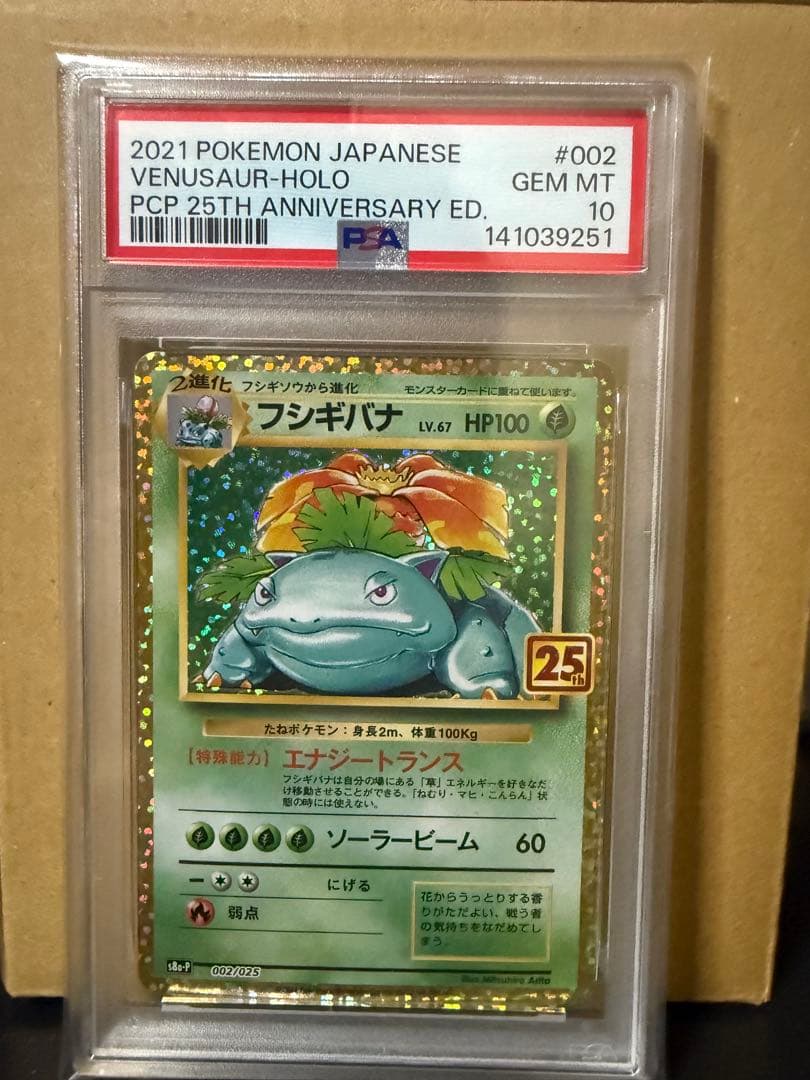 2021 POKEMON JAPANESE #002
VENUSAUR-HOLO GEM MT
PCP 25TH ANNIVERSARY ED. 10
PSA 141039251
2進化 フシギソウから進化 モンスターカードに重ねて使います。
フシギバナ LV.67 HP100
25th
たねポケモン：身長2m、体重100Kg
【特殊能力】エナジートランス
フシギバナは自分の場にある「草」エネルギーを好きなだ
け移動させることができる。「ねむり・マヒ・こんらん」状
態の時には使えない。
ソーラービーム 60
にげる
弱点
花からうっとりする香
りがただよい、戦う者
の気持ちをなだめてし
まう。
s8a-P 002/025
Illus. Mitsuhiro Arita